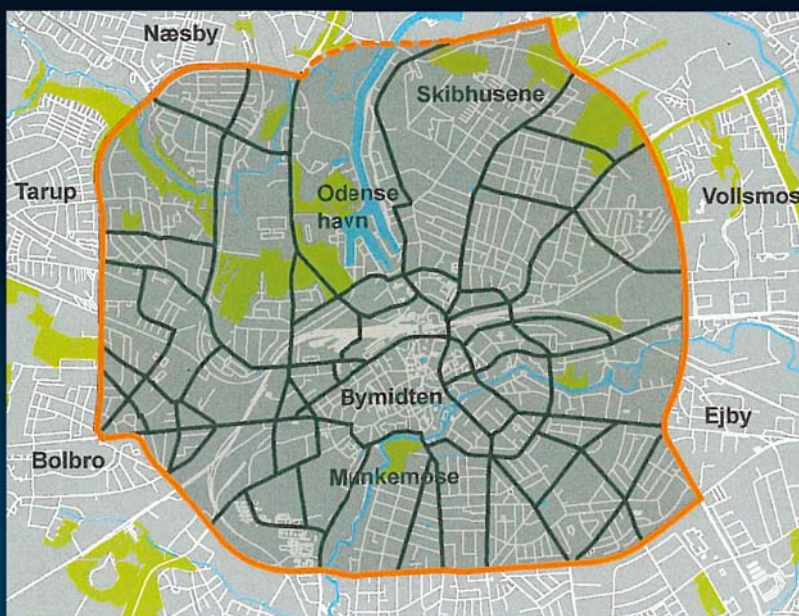 Næsby
Skibhusene
Tarup
Odense
havn
Vollsmos
Bymidten
Ejby
Bolbro
Munkemose